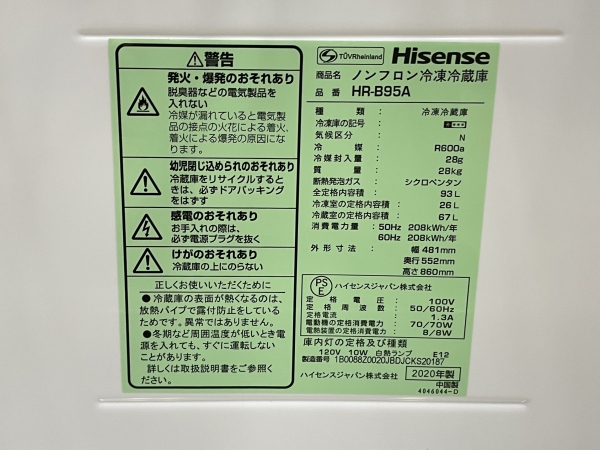 警告
発火・爆発のおそれあり
脱臭器などの電気製品を
入れない
冷媒が漏れていると電気製
品の接点の火花による着火、
着火による爆発の原因にな
ります。
幼児閉じ込められのおそれあり
冷蔵庫をリサイクルすると
きは、必ずドアパッキング
をはずす
感電のおそれあり
お手入れの際は、
必ず電源プラグを抜く
けがのおそれあり
冷蔵庫の上にのらない
正しくお使いいただくために
●冷蔵庫の表面が熱くなるのは、
放熱パイプで露付防止をしてい
るためです。異常ではありません。
●冬期など周囲温度が低いとき電
源を入れても、すぐに運転しない
ことがあります。
詳しくは取扱説明書をご参照く
ださい。
TÜVRheinland Hisense
商品名 ノンフロン冷凍冷蔵庫
品番 HR-B95A
種類: 冷凍冷蔵庫
冷凍庫の記号:
気候区分: N
冷媒: R600a
冷媒封入量: 28g
質量: 28kg
断熱発泡ガス: シクロペンタン
全定格内容積: 93L
冷凍室の定格内容積: 26L
冷蔵室の定格内容積: 67L
消費電力量: 50Hz 208kWh/年
60Hz 208kWh/年
外形寸法: 幅 481mm
奥行 552mm
高さ 860mm
PS
E ハイセンスジャパン株式会社
定格電圧: 100V
定格周波数: 50/60Hz
定格電流: 1.3A
電動機の定格消費電力: 70/70W
電熱装置の定格消費電力: 8/8W
庫内灯の定格及び種類
120V 10W 白熱ランプ E12
製造番号: 1B0088Z0020JBDJCKS20187
ハイセンスジャパン株式会社 2020年製
中国製
4046044-D